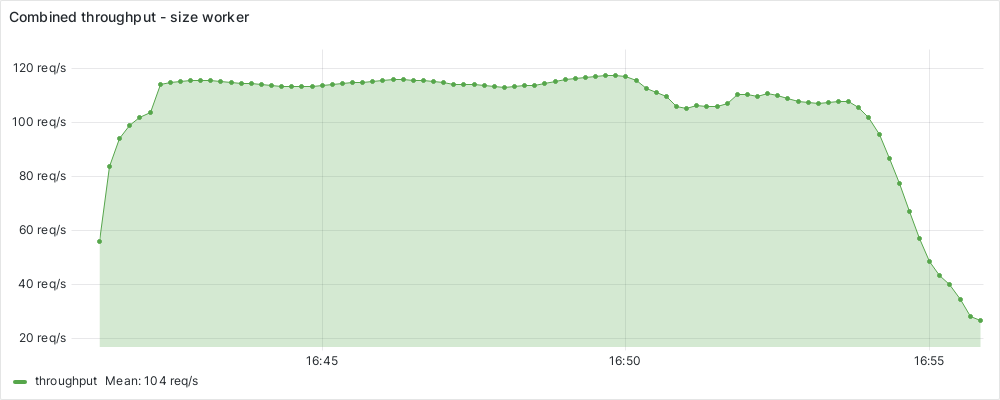 Combined throughput - size worker
120 req/s
100 req/s
80 req/s
60 req/s
40 req/s
20 req/s
16:45 16:50 16:55
throughput Mean: 104 req/s